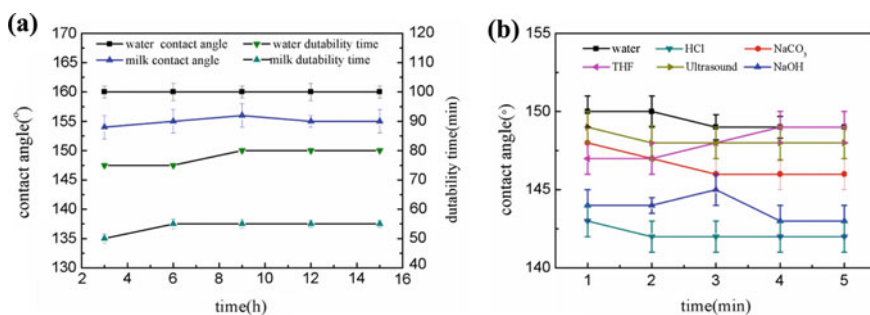 (a)
water contact angle
water dutability time
milk contact angle
milk dutability time
contact angle(°)
170
165
160
155
150
145
140
135
130
dutability time(min)
120
110
100
90
80
70
60
50
40
2 4 6 8 10 12 14 16
time(h)
(b)
water HCl NaCO₃
THF Ultrasound NaOH
contact angle(°)
155
150
145
140
1 2 3 4 5
time(min)